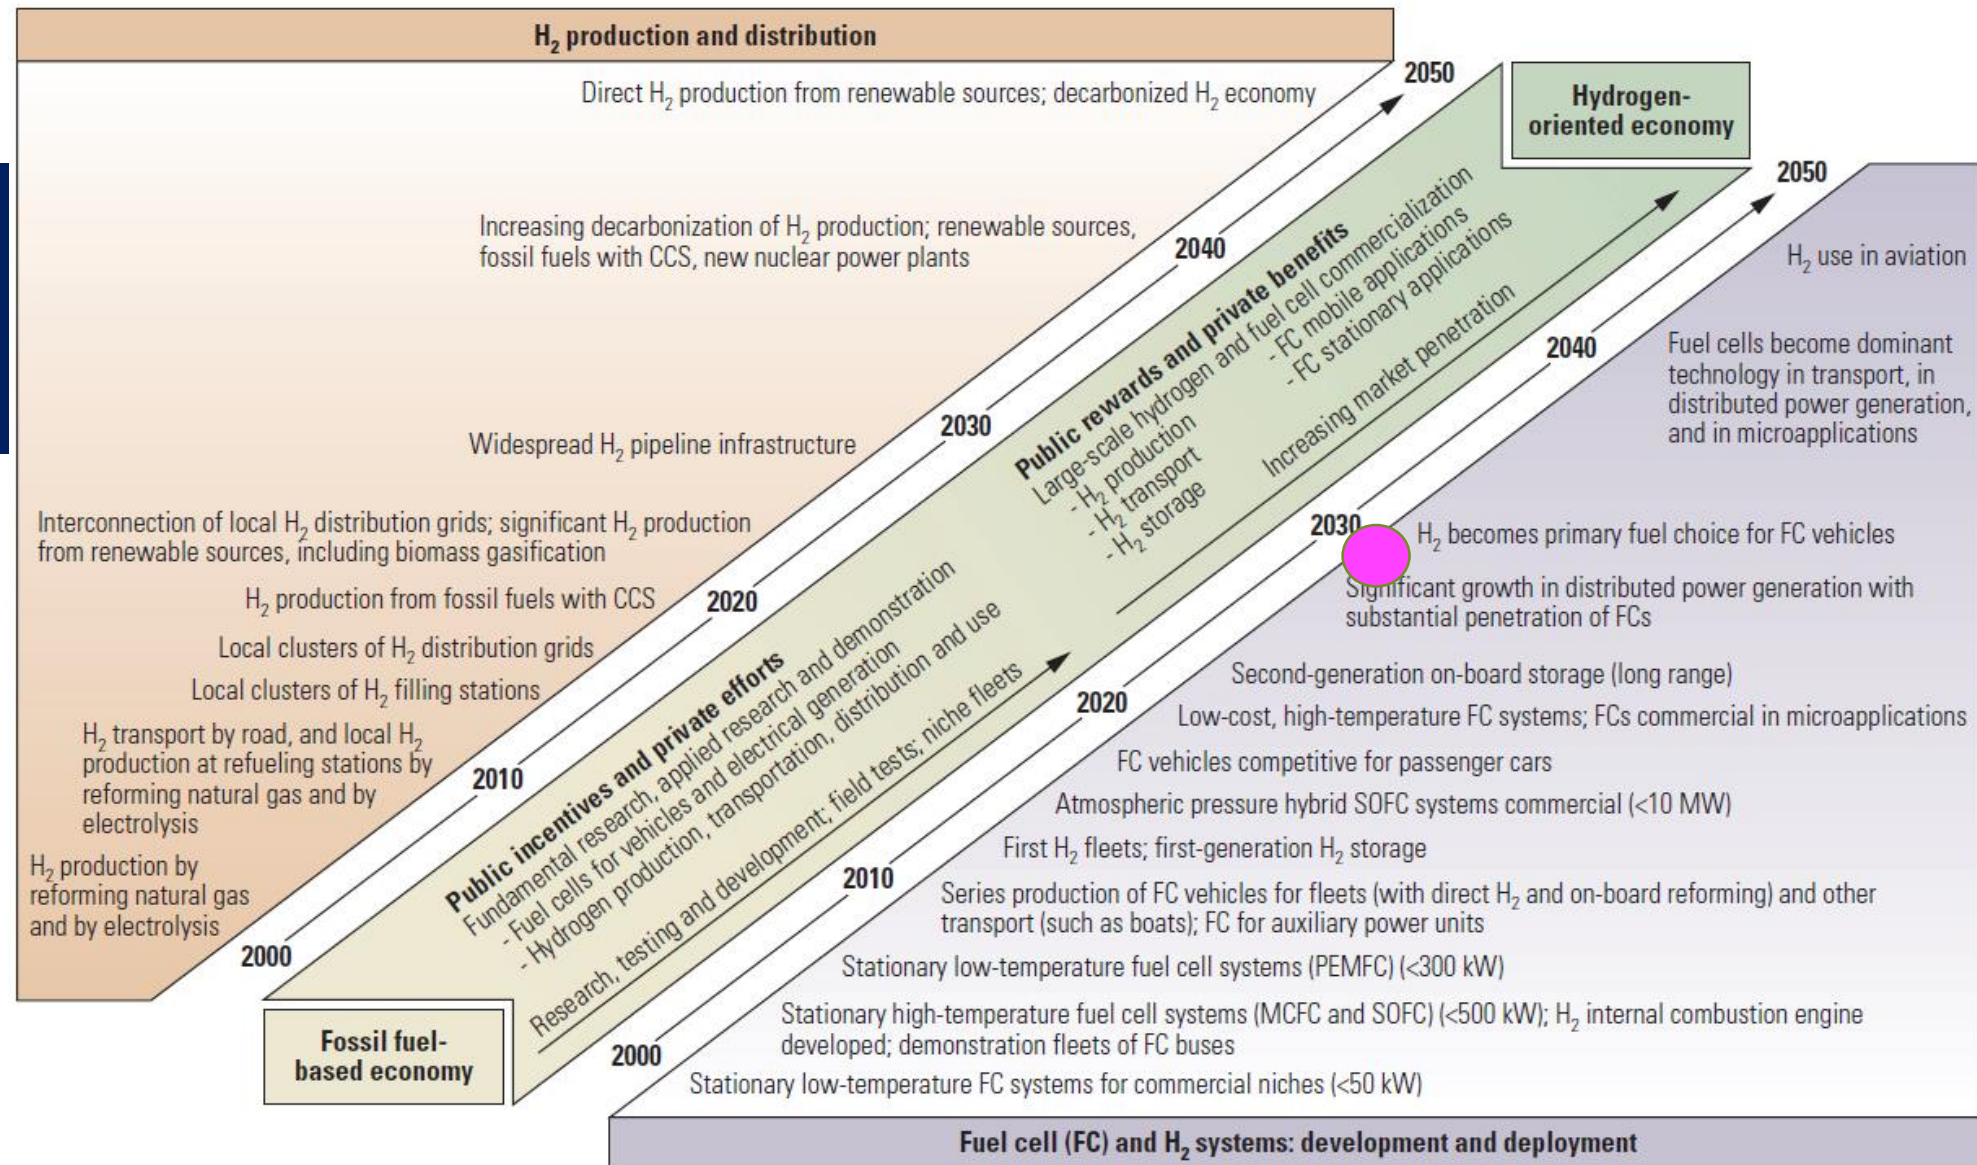 H₂ production and distribution
Direct H₂ production from renewable sources; decarbonized H₂ economy
Increasing decarbonization of H₂ production; renewable sources,
fossil fuels with CCS, new nuclear power plants
Widespread H₂ pipeline infrastructure
Interconnection of local H₂ distribution grids; significant H₂ production
from renewable sources, including biomass gasification
H₂ production from fossil fuels with CCS
Local clusters of H₂ distribution grids
Local clusters of H₂ filling stations
H₂ transport by road, and local H₂
production at refueling stations by
reforming natural gas and by
electrolysis
H₂ production by
reforming natural gas
and by electrolysis
2050
2040
2030
2020
2010
2000
Hydrogen-
oriented economy
Public rewards and private benefits
Large-scale hydrogen and fuel cell commercialization
- H₂ production
- H₂ transport
- H₂ storage
- FC mobile applications
- FC stationary applications
Increasing market penetration
Public incentives and private efforts
Fundamental research, applied research and demonstration
- Fuel cells for vehicles and electrical generation
- Hydrogen production, transportation, distribution and use
Research, testing and development; field tests; niche fleets
Fossil fuel-
based economy
2050
2040
2030
2020
2010
2000
H₂ use in aviation
Fuel cells become dominant
technology in transport, in
distributed power generation,
and in microapplications
H₂ becomes primary fuel choice for FC vehicles
Significant growth in distributed power generation with
substantial penetration of FCs
Second-generation on-board storage (long range)
Low-cost, high-temperature FC systems; FCs commercial in microapplications
FC vehicles competitive for passenger cars
Atmospheric pressure hybrid SOFC systems commercial (<10 MW)
First H₂ fleets; first-generation H₂ storage
Series production of FC vehicles for fleets (with direct H₂ and on-board reforming) and other
transport (such as boats); FC for auxiliary power units
Stationary low-temperature fuel cell systems (PEMFC) (<300 kW)
Stationary high-temperature fuel cell systems (MCFC and SOFC) (<500 kW); H₂ internal combustion engine
developed; demonstration fleets of FC buses
Stationary low-temperature FC systems for commercial niches (<50 kW)
Fuel cell (FC) and H₂ systems: development and deployment